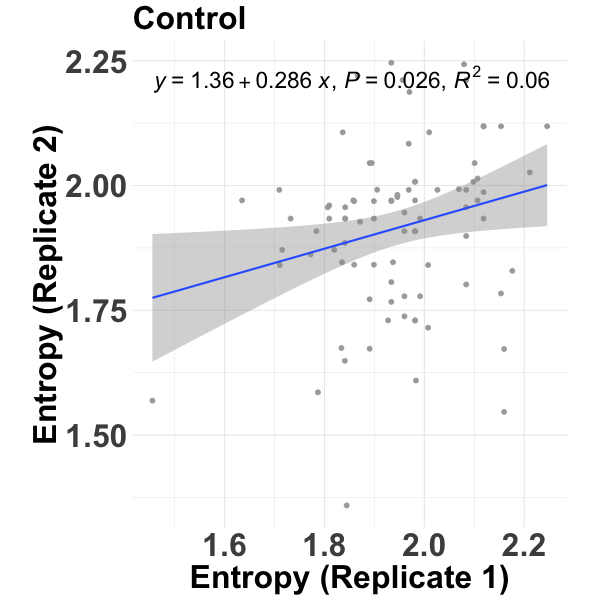 Control
y = 1.36 + 0.286 x, P = 0.026, R² = 0.06
2.25
2.00
1.75
1.50
1.6 1.8 2.0 2.2
Entropy (Replicate 1)
Entropy (Replicate 2)